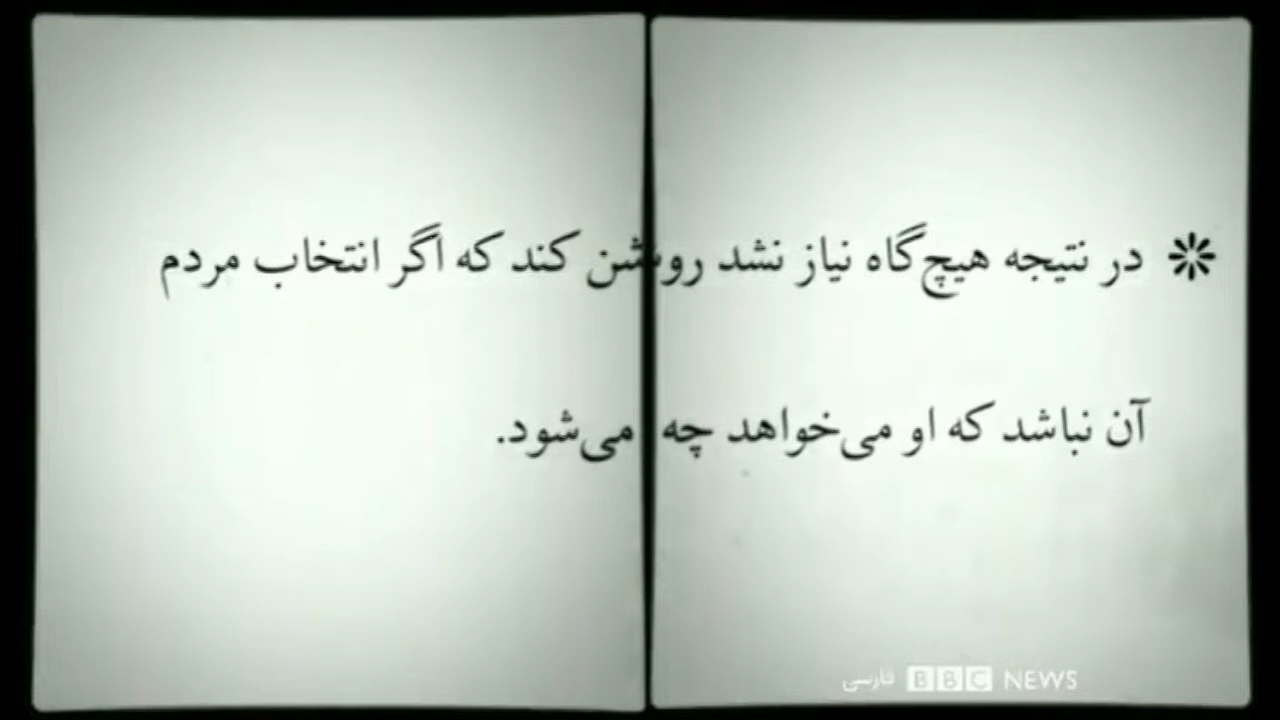 ❊ در نتیجه هیچ‌گاه نیاز نشد روشن کند که اگر انتخاب مردم
آن نباشد که او می‌خواهد چه می‌شود.
BBC NEWS فارسی